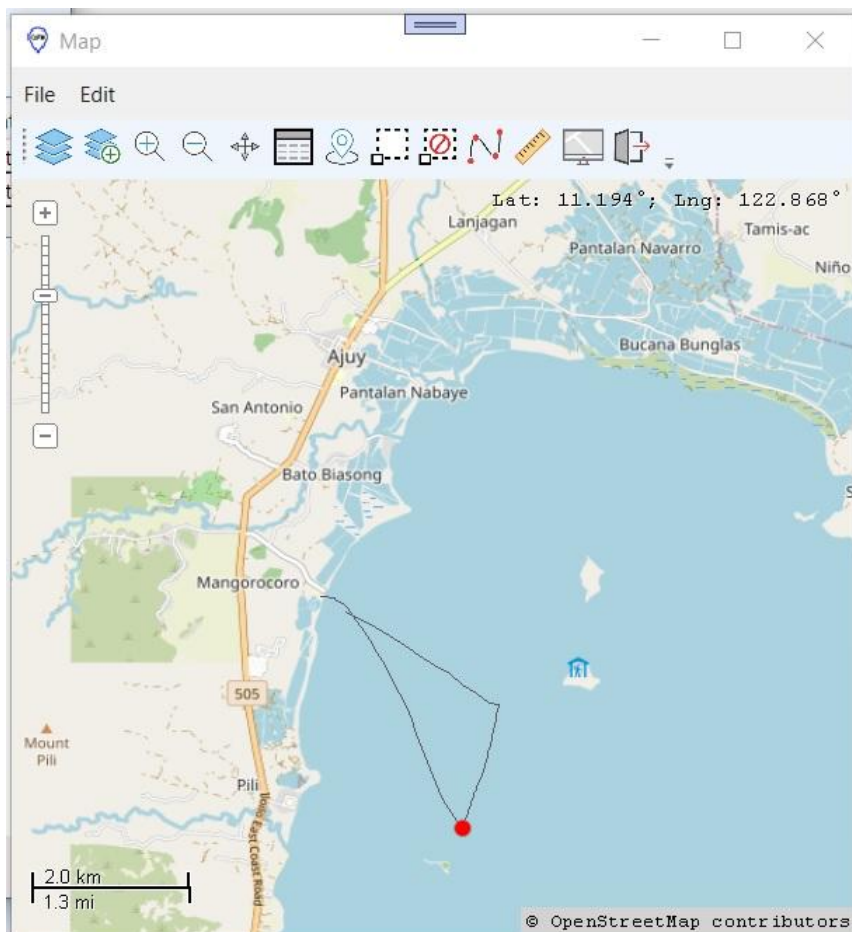 Map
File Edit
Lat: 11.194°; Lng: 122.868°
Lanjagan
Tamis-ac
Pantalan Navarro
Niño
Bucana Bunglas
Ajuy
Pantalan Nabaye
San Antonio
Bato Biasong
Mangorocoro
505
Mount
Pili
Pili
Iloilo East Coast Road
2.0 km
1.3 mi
© OpenStreetMap contributors